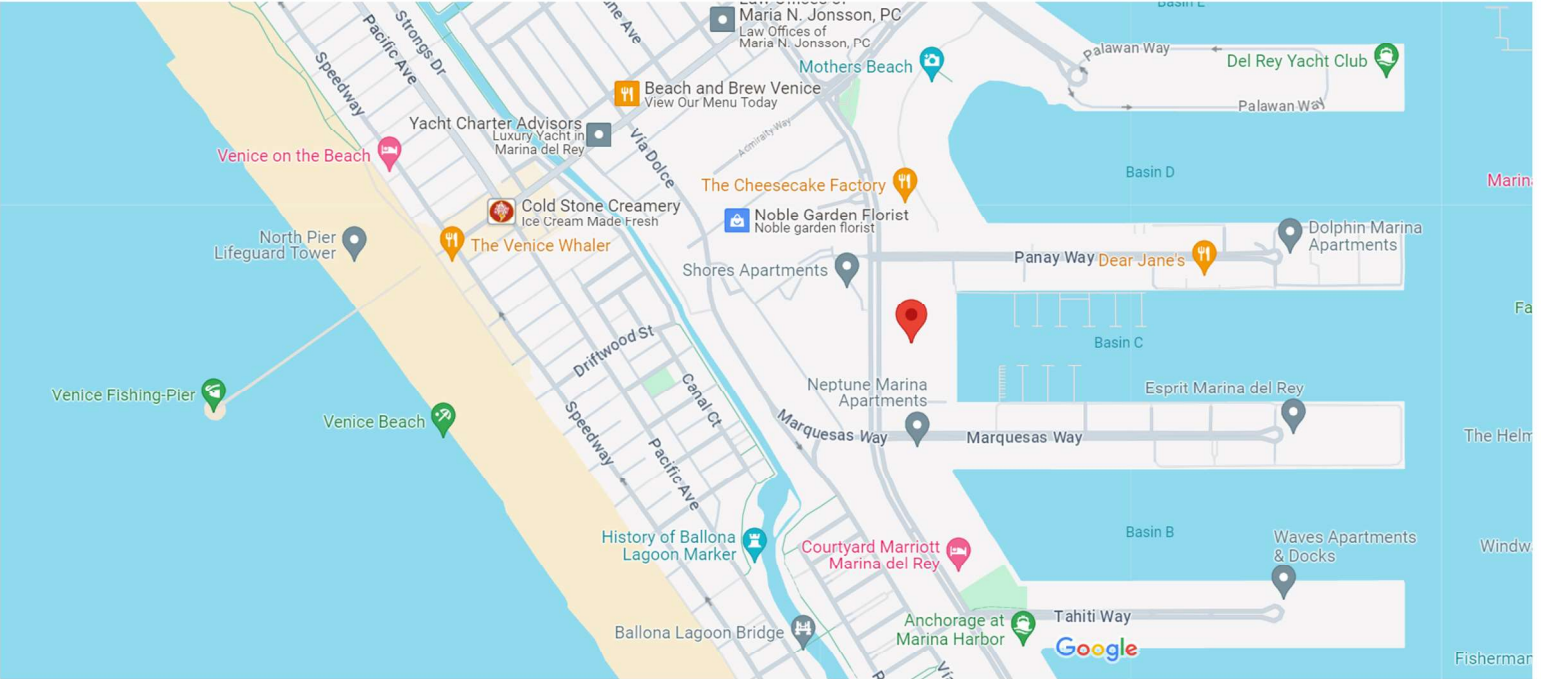 Basin E
Law Offices of
Maria N. Jonsson, PC
Law Offices of
Maria N. Jonsson, PC
Strongs Dr
Pacific Ave
Speedway
Palawan Way
Del Rey Yacht Club
Mothers Beach
Beach and Brew Venice
View Our Menu Today
Palawan Way
Yacht Charter Advisors
Luxury Yacht in
Marina del Rey
Via Dolce
Admiralty Way
Venice on the Beach
Basin D
The Cheesecake Factory
Marina
Cold Stone Creamery
Ice Cream Made Fresh
Noble Garden Florist
Noble garden florist
North Pier
Lifeguard Tower
The Venice Whaler
Dolphin Marina
Apartments
Panay Way
Dear Jane's
Shores Apartments
Fa
Driftwood St
Basin C
Venice Fishing-Pier
Canal Ct
Neptune Marina
Apartments
Esprit Marina del Rey
Venice Beach
Speedway
Marquesas Way
Marquesas Way
The Helm
Pacific Ave
History of Ballona
Lagoon Marker
Courtyard Marriott
Marina del Rey
Basin B
Waves Apartments
& Docks
Windw
Ballona Lagoon Bridge
Anchorage at
Marina Harbor
Tahiti Way
Google
Fisherman